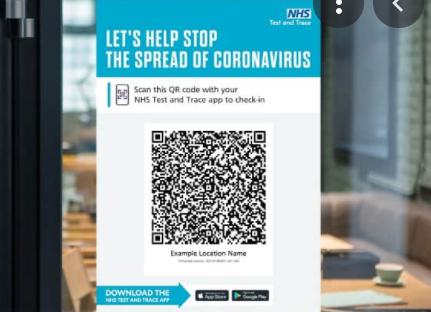 NHS
Test and Trace
LET'S HELP STOP
THE SPREAD OF CORONAVIRUS
Scan this QR code with your
NHS Test and Trace app to check-in
Example Location Name
DOWNLOAD THE
NHS TEST AND TRACE APP
App Store
Google Play